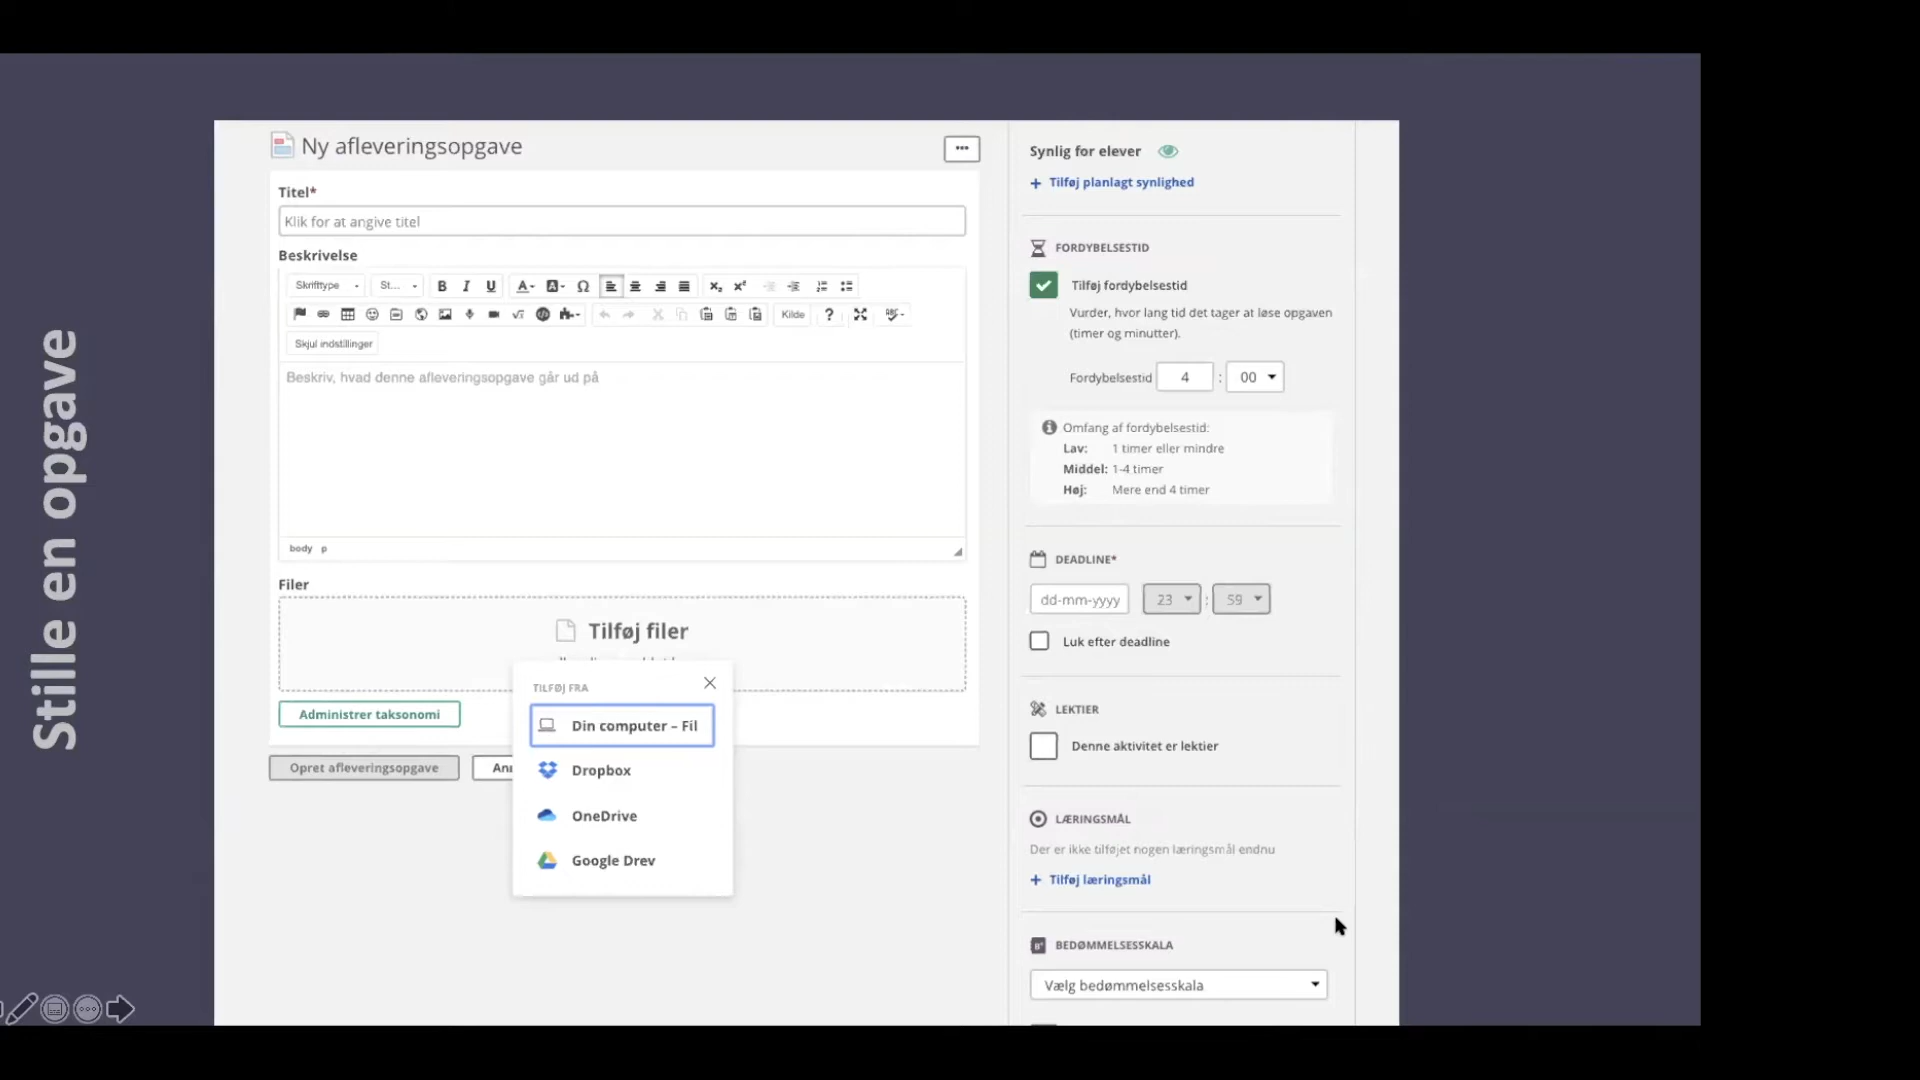 Stille en opgave
Ny afleveringsopgave
Titel*
Klik for at angive titel
Beskrivelse
Skrifttype St...
Kilde
Skjul indstillinger
Beskriv, hvad denne afleveringsopgave går ud på
body p
Filer
Tilføj filer
TILFØJ FRA
Din computer – Fil
Dropbox
OneDrive
Google Drev
Administrer taksonomi
Opret afleveringsopgave
Synlig for elever
+ Tilføj planlagt synlighed
FORDYBELSESTID
Tilføj fordybelsestid
Vurder, hvor lang tid det tager at løse opgaven
(timer og minutter).
Fordybelsestid 4 : 00
Omfang af fordybelsestid:
Lav: 1 timer eller mindre
Middel: 1-4 timer
Høj: Mere end 4 timer
DEADLINE*
dd-mm-yyyy 23 : 59
Luk efter deadline
LEKTIER
Denne aktivitet er lektier
LÆRINGSMÅL
Der er ikke tilføjet nogen læringsmål endnu
+ Tilføj læringsmål
BEDØMMELSESSKALA
Vælg bedømmelsesskala